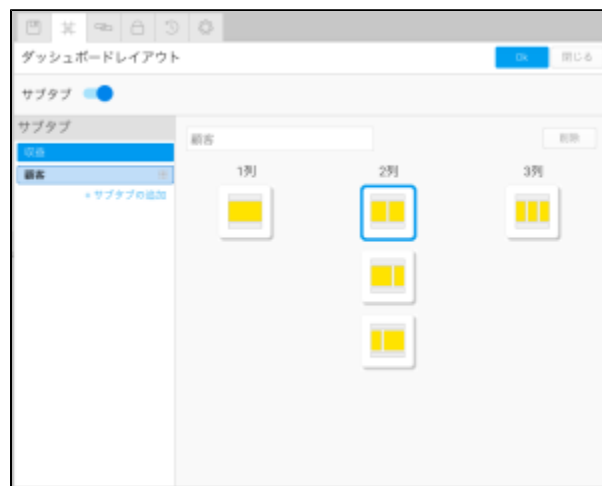 ダッシュボードレイアウト
Ok
閉じる
サブタブ
サブタブ
収益
顧客
+ サブタブの追加
顧客
削除
1列
2列
3列